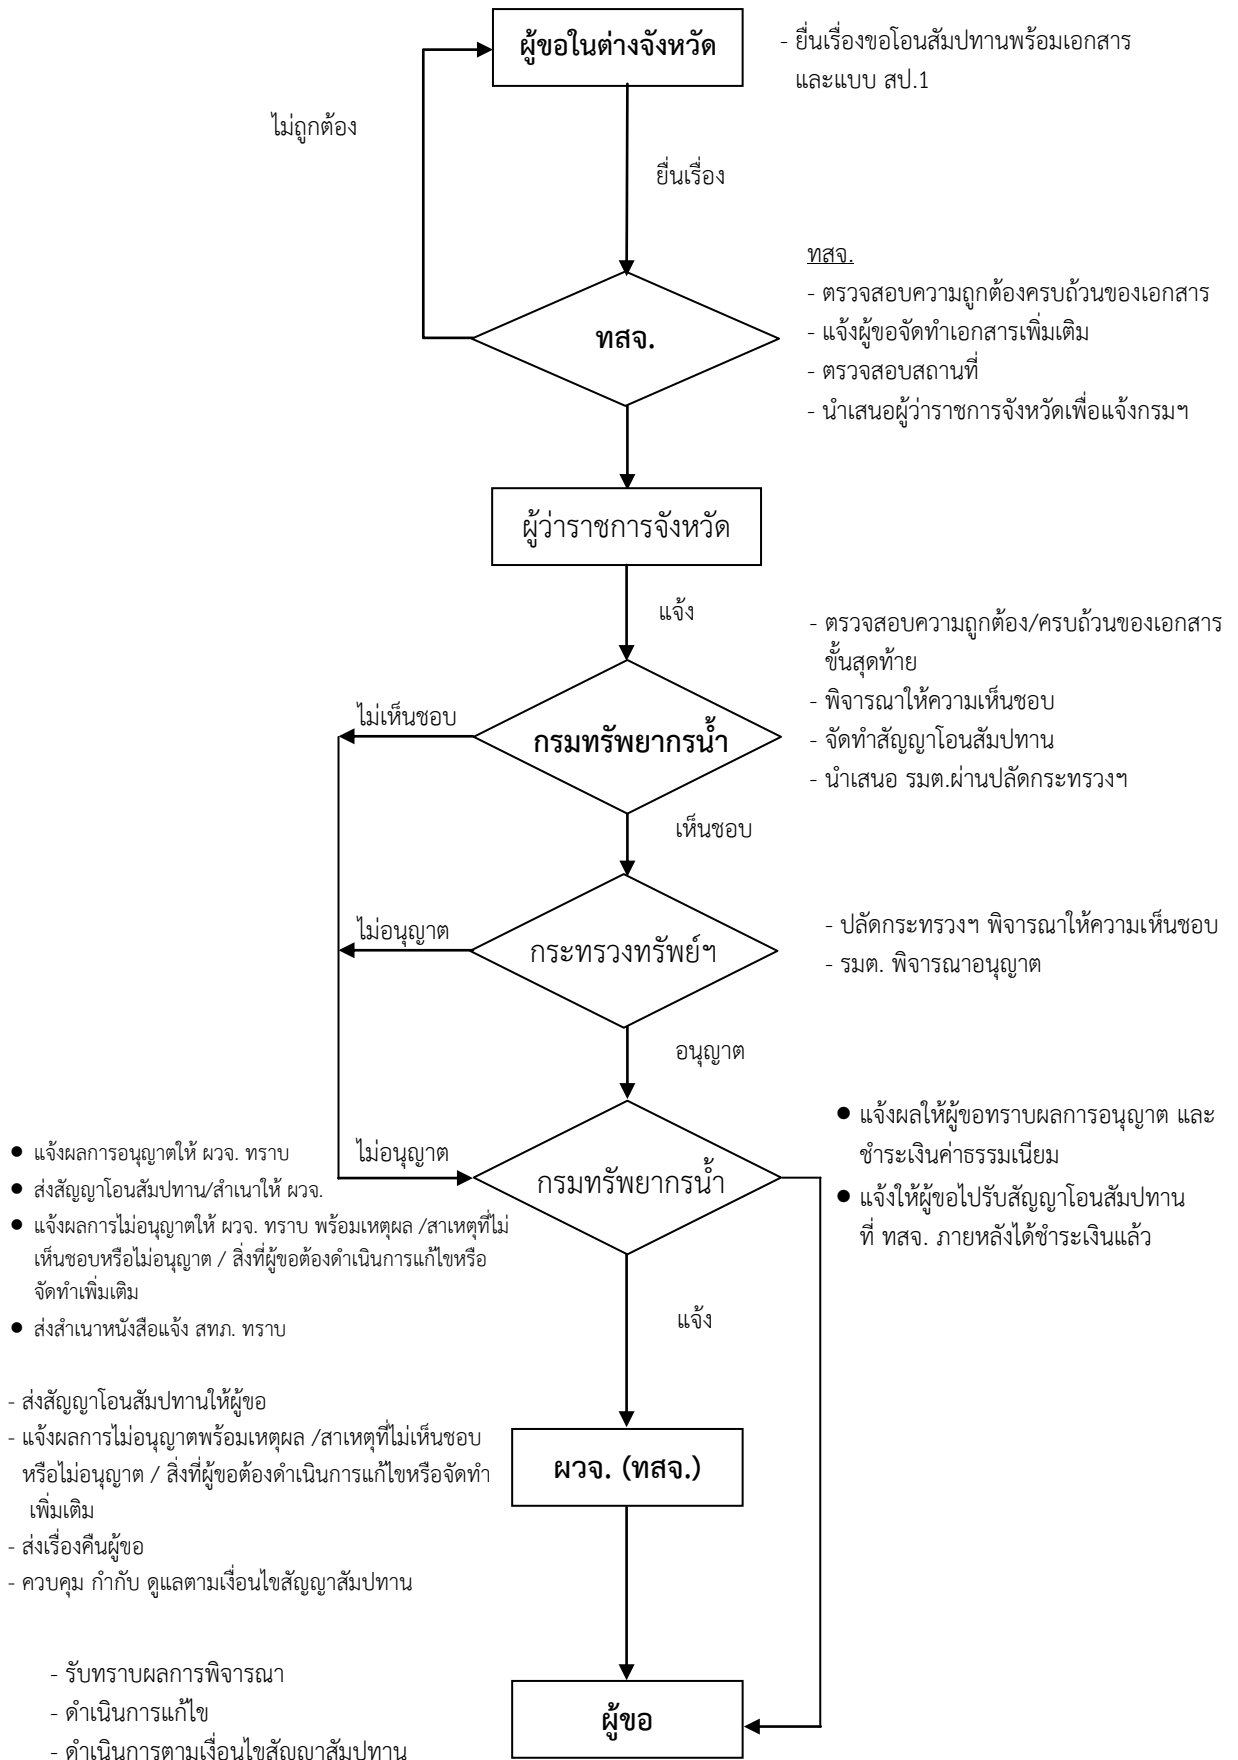 ผู้ขอในต่างจังหวัด
- ยื่นเรื่องขอโอนสัมปทานพร้อมเอกสาร
และแบบ สป.1
ไม่ถูกต้อง
ยื่นเรื่อง
ทสจ.
- ตรวจสอบความถูกต้องครบถ้วนของเอกสาร
- แจ้งผู้ขอจัดทำเอกสารเพิ่มเติม
- ตรวจสอบสถานที่
- นำเสนอผู้ว่าราชการจังหวัดเพื่อแจ้งกรมฯ
ทสจ.
ผู้ว่าราชการจังหวัด
แจ้ง
- ตรวจสอบความถูกต้อง/ครบถ้วนของเอกสาร
ขั้นสุดท้าย
- พิจารณาให้ความเห็นชอบ
- จัดทำสัญญาโอนสัมปทาน
- นำเสนอ รมต.ผ่านปลัดกระทรวงฯ
ไม่เห็นชอบ
กรมทรัพยากรน้ำ
เห็นชอบ
ไม่อนุญาต
กระทรวงทรัพย์ฯ
- ปลัดกระทรวงฯ พิจารณาให้ความเห็นชอบ
- รมต. พิจารณาอนุญาต
อนุญาต
● แจ้งผลให้ผู้ขอทราบผลการอนุญาต และ
ชำระเงินค่าธรรมเนียม
● แจ้งให้ผู้ขอไปรับสัญญาโอนสัมปทาน
ที่ ทสจ. ภายหลังได้ชำระเงินแล้ว
ไม่อนุญาต
กรมทรัพยากรน้ำ
● แจ้งผลการอนุญาตให้ ผวจ. ทราบ
● ส่งสัญญาโอนสัมปทาน/สำเนาให้ ผวจ.
● แจ้งผลการไม่อนุญาตให้ ผวจ. ทราบ พร้อมเหตุผล /สาเหตุที่ไม่
เห็นชอบหรือไม่อนุญาต / สิ่งที่ผู้ขอต้องดำเนินการแก้ไขหรือ
จัดทำเพิ่มเติม
● ส่งสำเนาหนังสือแจ้ง สทภ. ทราบ
แจ้ง
- ส่งสัญญาโอนสัมปทานให้ผู้ขอ
- แจ้งผลการไม่อนุญาตพร้อมเหตุผล /สาเหตุที่ไม่เห็นชอบ
หรือไม่อนุญาต / สิ่งที่ผู้ขอต้องดำเนินการแก้ไขหรือจัดทำ
เพิ่มเติม
- ส่งเรื่องคืนผู้ขอ
- ควบคุม กำกับ ดูแลตามเงื่อนไขสัญญาสัมปทาน
ผวจ. (ทสจ.)
- รับทราบผลการพิจารณา
- ดำเนินการแก้ไข
- ดำเนินการตามเงื่อนไขสัญญาสัมปทาน
ผู้ขอ